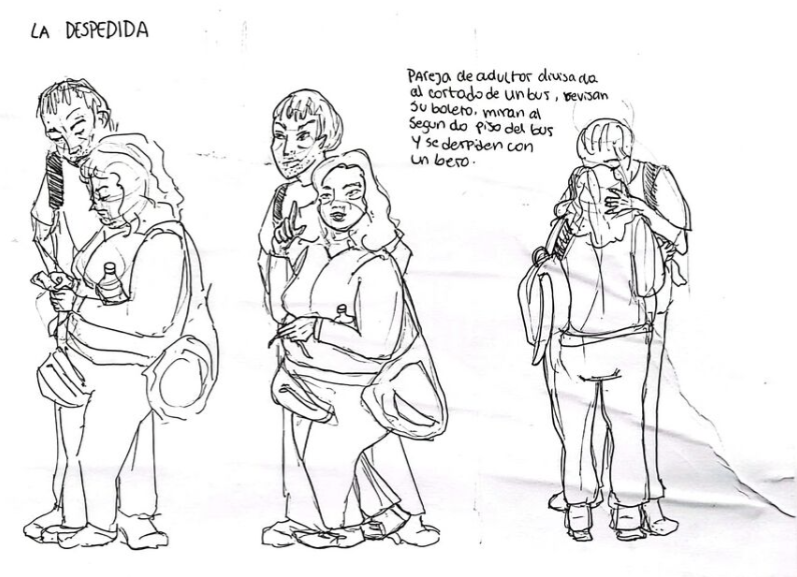 LA DESPEDIDA
Pareja de adultos divisada
al costado de un bus, revisan
su boleto, miran al
segundo piso del bus
y se despiden con
un beso.